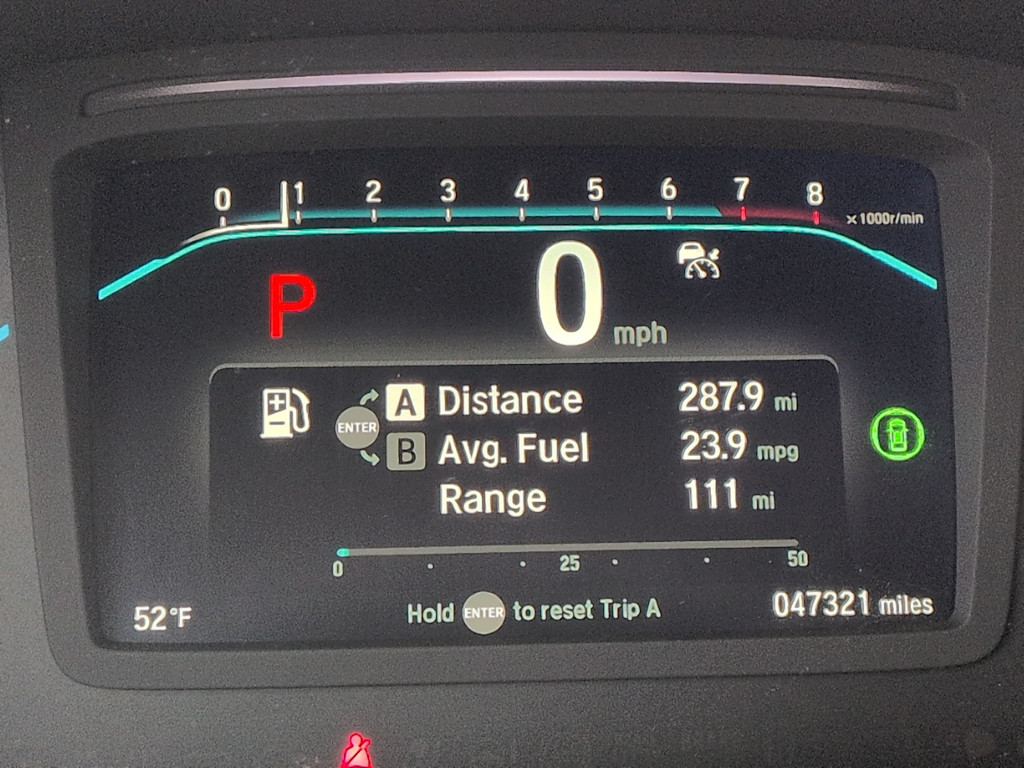 0 1 2 3 4 5 6 7 8
x1000r/min
P
0 mph
A Distance 287.9 mi
ENTER
B Avg. Fuel 23.9 mpg
Range 111 mi
0 25 50
52°F
Hold ENTER to reset Trip A
047321 miles